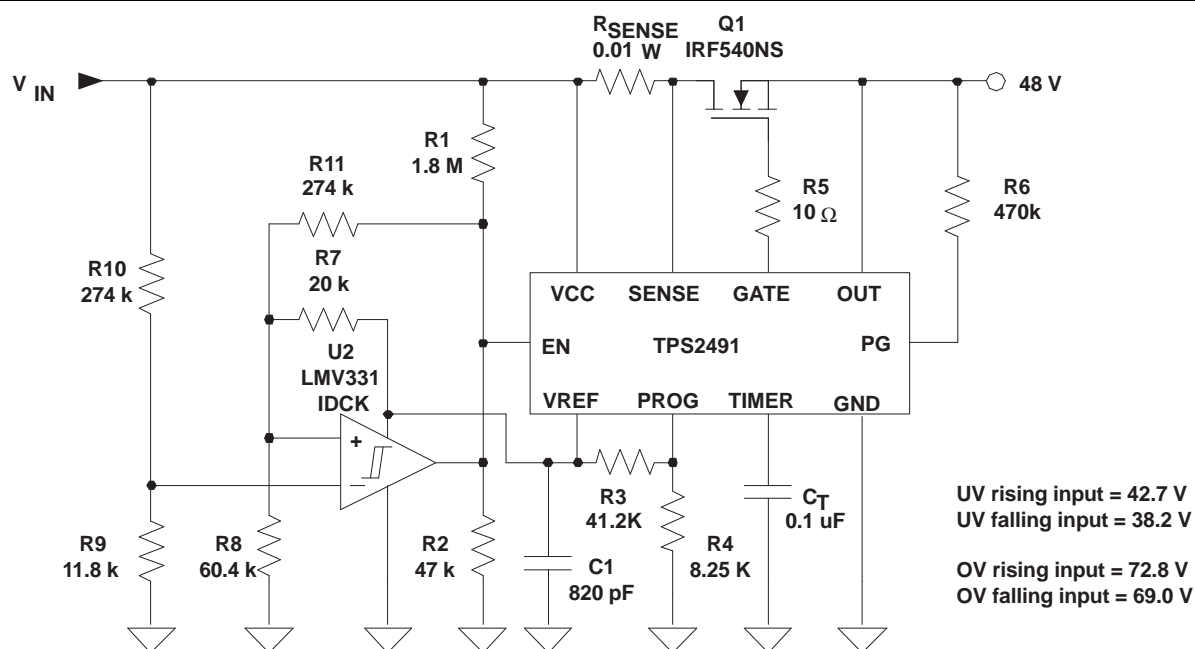 RSENSE
0.01 W
Q1
IRF540NS
V IN
48 V
R1
1.8 M
R11
274 k
R5
10 Ω
R6
470k
R7
20 k
R10
274 k
VCC
SENSE
GATE
OUT
EN
TPS2491
PG
U2
LMV331
IDCK
VREF
PROG
TIMER
GND
+
−
R3
41.2K
CT
0.1 uF
R9
11.8 k
R8
60.4 k
R2
47 k
C1
820 pF
R4
8.25 K
UV rising input = 42.7 V
UV falling input = 38.2 V
OV rising input = 72.8 V
OV falling input = 69.0 V